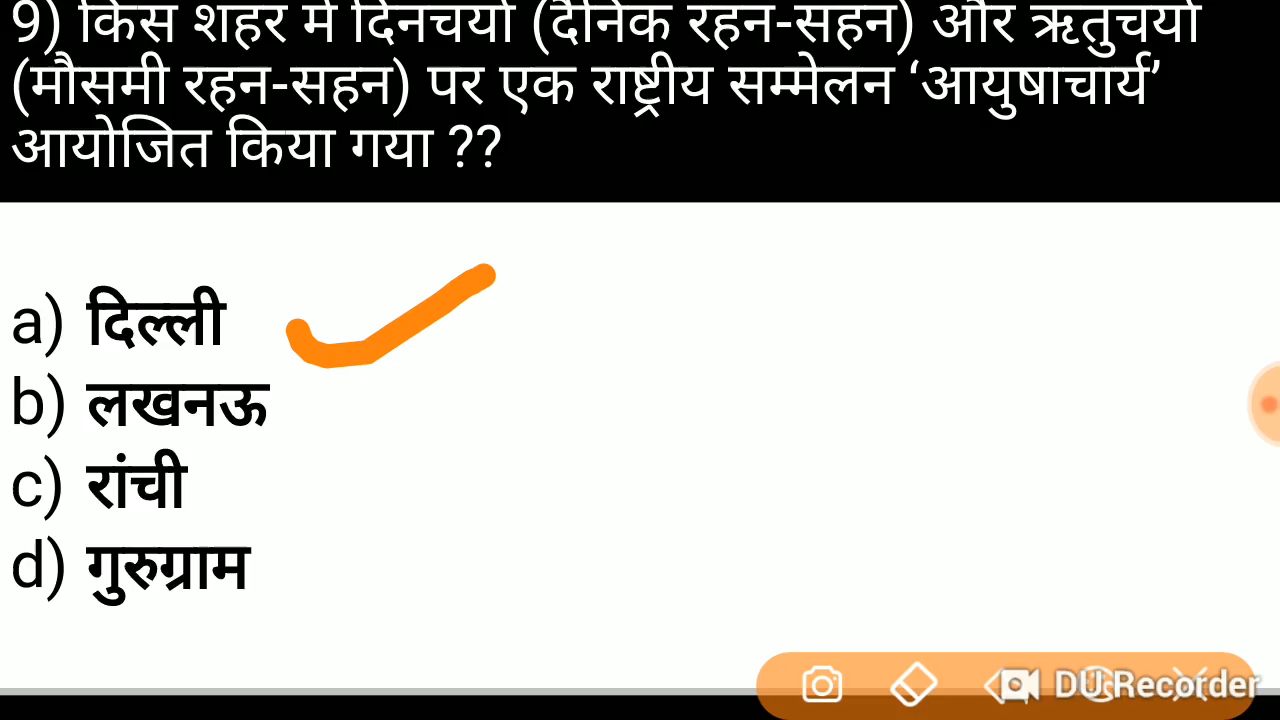 9) किस शहर में दिनचर्या (दैनिक रहन-सहन) और ऋतुचर्या
(मौसमी रहन-सहन) पर एक राष्ट्रीय सम्मेलन ‘आयुषाचार्य’
आयोजित किया गया ??
a) दिल्ली
b) लखनऊ
c) रांची
d) गुरुग्राम
DU Recorder